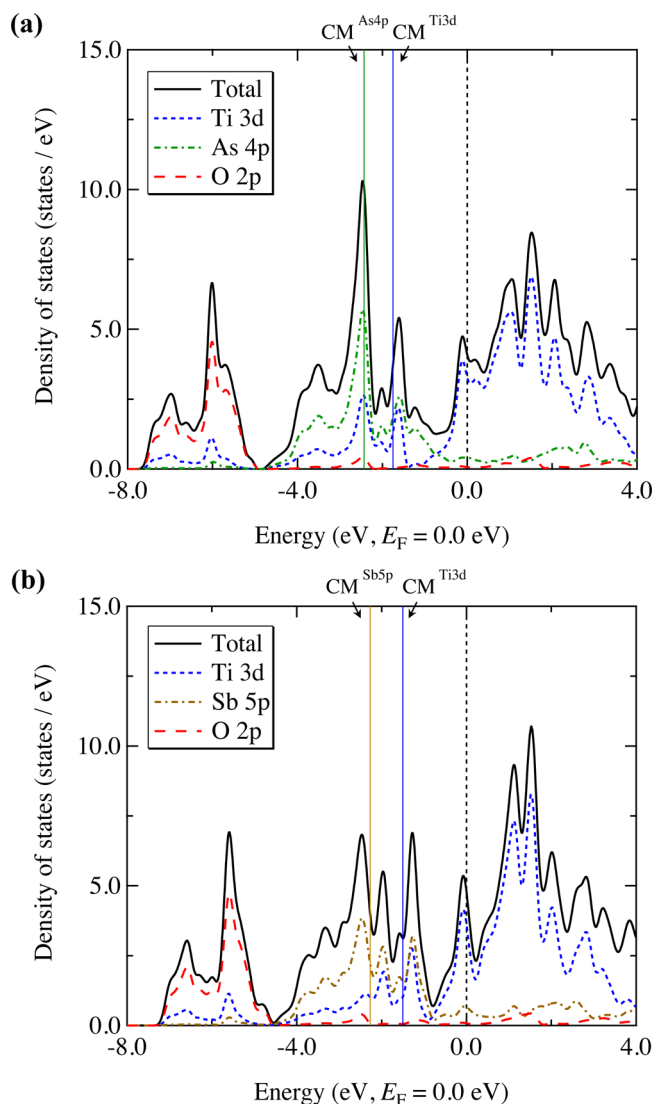 (a)
CM As4p CM Ti3d
15.0
Total
Ti 3d
As 4p
O 2p
10.0
5.0
0.0
Density of states (states / eV)
-8.0 -4.0 0.0 4.0
Energy (eV, E_F = 0.0 eV)
(b)
CM Sb5p CM Ti3d
15.0
Total
Ti 3d
Sb 5p
O 2p
10.0
5.0
0.0
Density of states (states / eV)
-8.0 -4.0 0.0 4.0
Energy (eV, E_F = 0.0 eV)